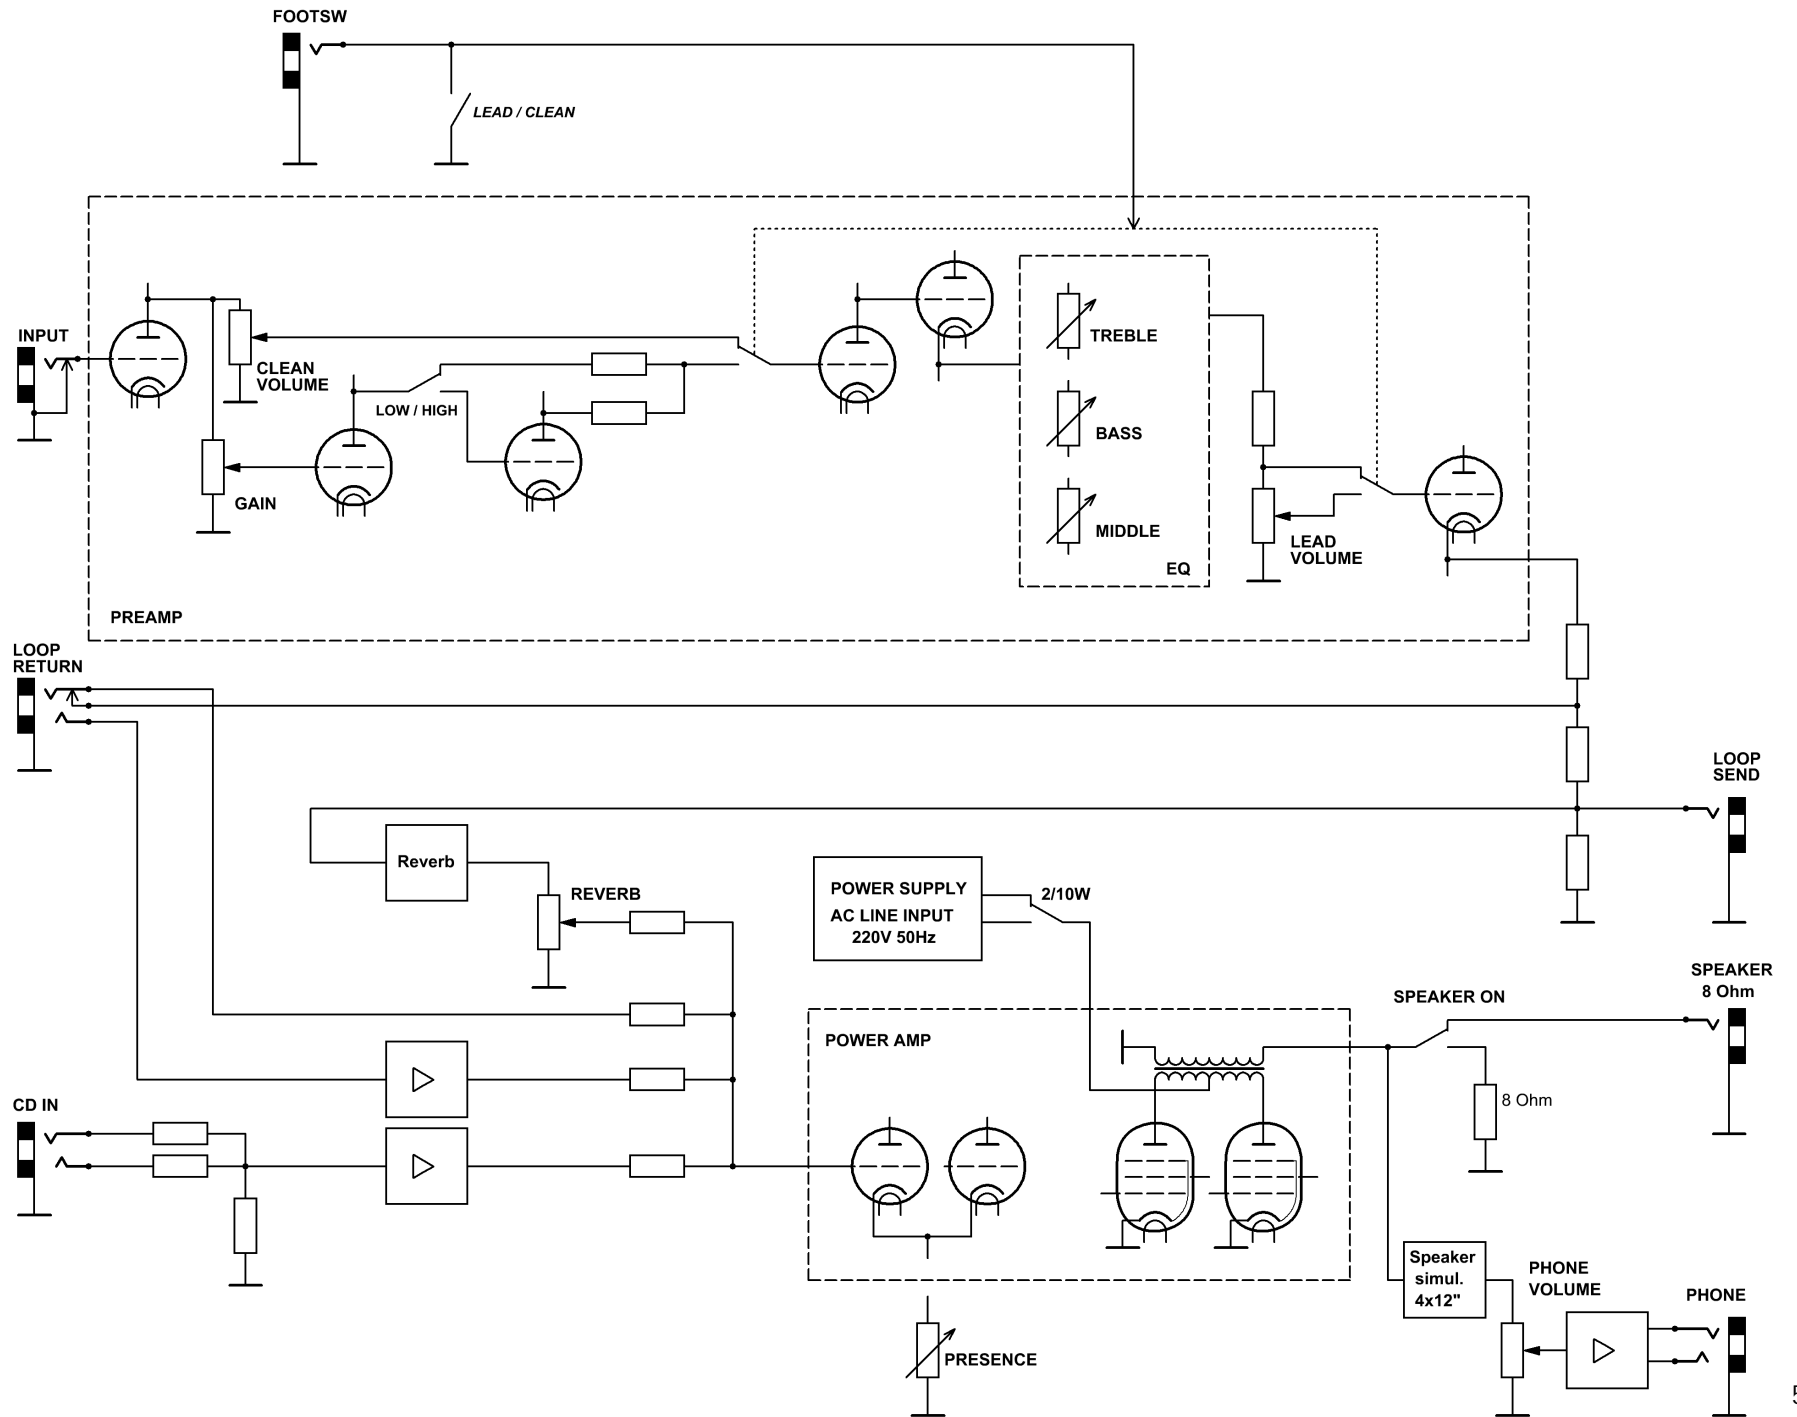 FOOTSW
LEAD / CLEAN
INPUT
CLEAN
VOLUME
LOW / HIGH
GAIN
TREBLE
BASS
MIDDLE
EQ
LEAD
VOLUME
PREAMP
LOOP
RETURN
LOOP
SEND
Reverb
REVERB
POWER SUPPLY
AC LINE INPUT
220V 50Hz
2/10W
SPEAKER
8 Ohm
SPEAKER ON
POWER AMP
8 Ohm
CD IN
Speaker
simul.
4x12"
PHONE
VOLUME
PHONE
PRESENCE